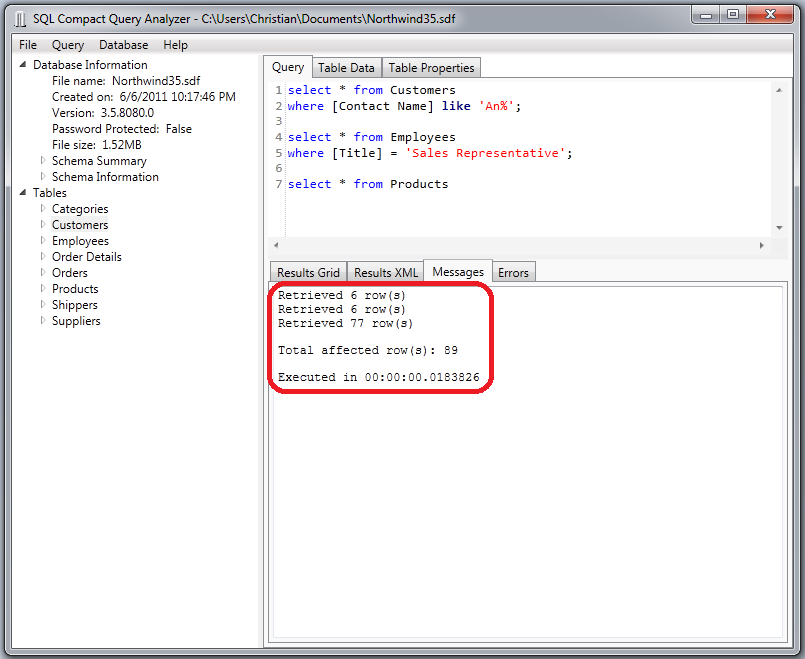 SQL Compact Query Analyzer - C:\Users\Christian\Documents\Northwind35.sdf
File Query Database Help
Database Information
File name: Northwind35.sdf
Created on: 6/6/2011 10:17:46 PM
Version: 3.5.8080.0
Password Protected: False
File size: 1.52MB
Schema Summary
Schema Information
Tables
Categories
Customers
Employees
Order Details
Orders
Products
Shippers
Suppliers
Query Table Data Table Properties
1 select * from Customers
2 where [Contact Name] like 'An%';
3
4 select * from Employees
5 where [Title] = 'Sales Representative';
6
7 select * from Products
Results Grid Results XML Messages Errors
Retrieved 6 row(s)
Retrieved 6 row(s)
Retrieved 77 row(s)
Total affected row(s): 89
Executed in 00:00:00.0183826